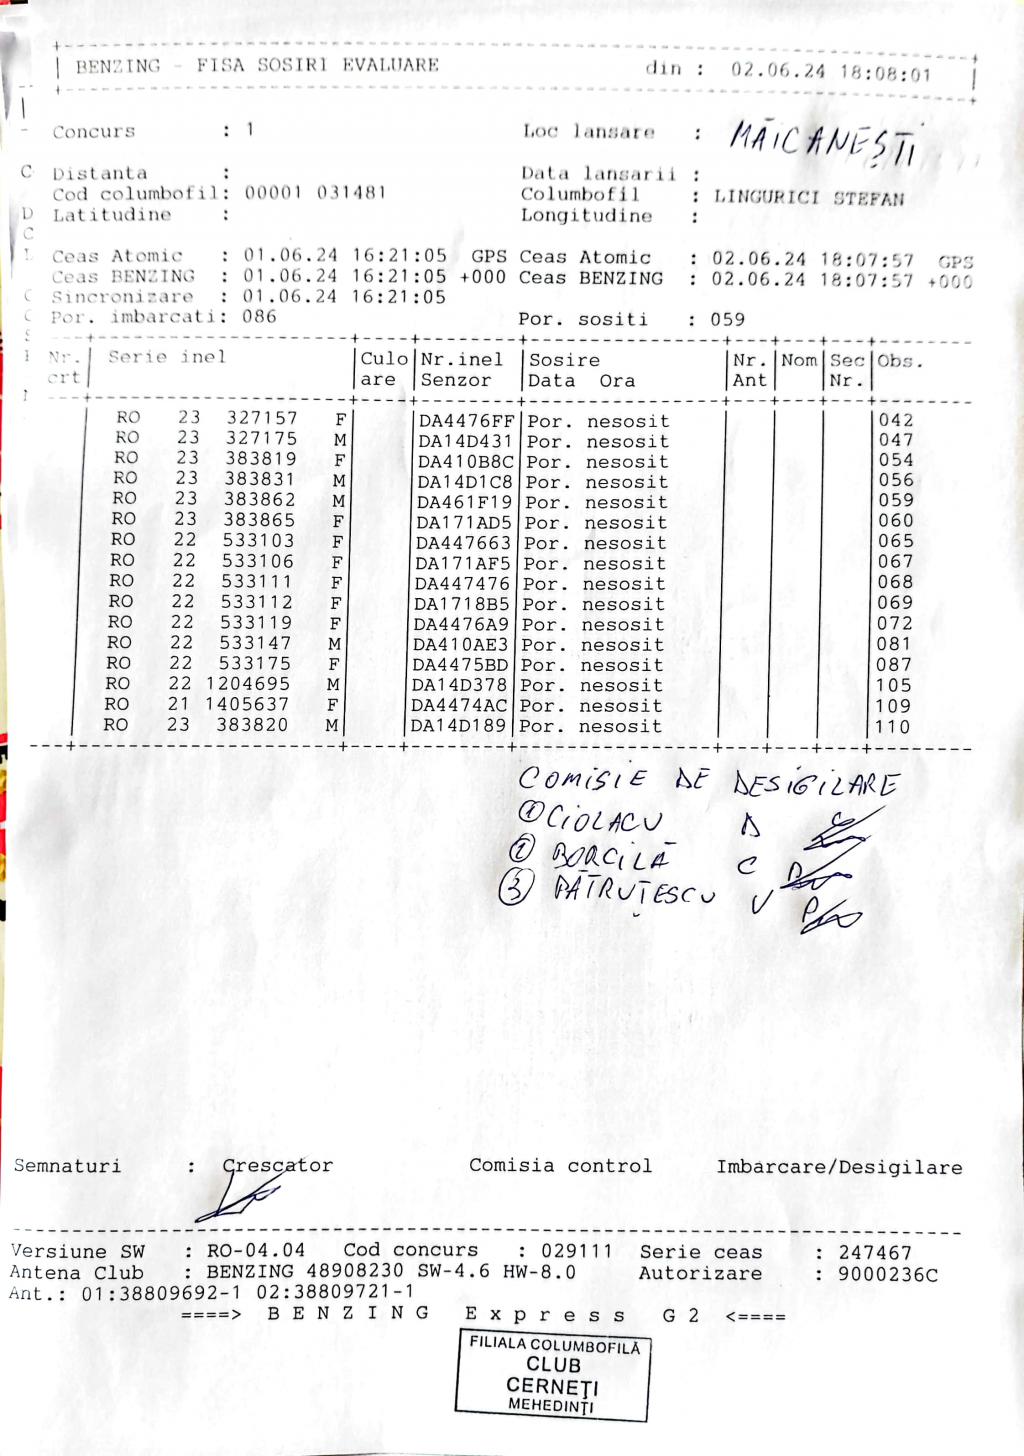 BENZING - FISA SOSIRI EVALUARE din : 02.06.24 18:08:01
Concurs : 1 Loc lansare : MĂICANEȘTI
Distanta : Data lansarii :
Cod columbofil: 00001 031481 Columbofil : LINGURICI STEFAN
Latitudine : Longitudine :
Ceas Atomic : 01.06.24 16:21:05 GPS Ceas Atomic : 02.06.24 18:07:57 GPS
Ceas BENZING : 01.06.24 16:21:05 +000 Ceas BENZING : 02.06.24 18:07:57 +000
Sincronizare : 01.06.24 16:21:05
Por. imbarcati: 086 Por. sositi : 059
Nr. Serie inel Culo Nr.inel Sosire Nr. Nom Sec Obs.
crt are Senzor Data Ora Ant Nr.
RO 23 327157 F DA4476FF Por. nesosit 042
RO 23 327175 M DA14D431 Por. nesosit 047
RO 23 383819 F DA410B8C Por. nesosit 054
RO 23 383831 M DA14D1C8 Por. nesosit 056
RO 23 383862 M DA461F19 Por. nesosit 059
RO 23 383865 F DA171AD5 Por. nesosit 060
RO 22 533103 F DA447663 Por. nesosit 065
RO 22 533106 F DA171AF5 Por. nesosit 067
RO 22 533111 F DA447476 Por. nesosit 068
RO 22 533112 F DA1718B5 Por. nesosit 069
RO 22 533119 F DA4476A9 Por. nesosit 072
RO 22 533147 M DA410AE3 Por. nesosit 081
RO 22 533175 F DA4475BD Por. nesosit 087
RO 22 1204695 M DA14D378 Por. nesosit 105
RO 21 1405637 F DA4474AC Por. nesosit 109
RO 23 383820 M DA14D189 Por. nesosit 110
COMISIE DE DESIGILARE
① CIOLACU D
② BORCILĂ C
③ PĂTRUȚESCU V
Semnaturi : Crescator Comisia control Imbarcare/Desigilare
Versiune SW : RO-04.04 Cod concurs : 029111 Serie ceas : 247467
Antena Club : BENZING 48908230 SW-4.6 HW-8.0 Autorizare : 9000236C
Ant.: 01:38809692-1 02:38809721-1
====> B E N Z I N G E x p r e s s G 2 <====
FILIALA COLUMBOFILĂ
CLUB
CERNEȚI
MEHEDINȚI